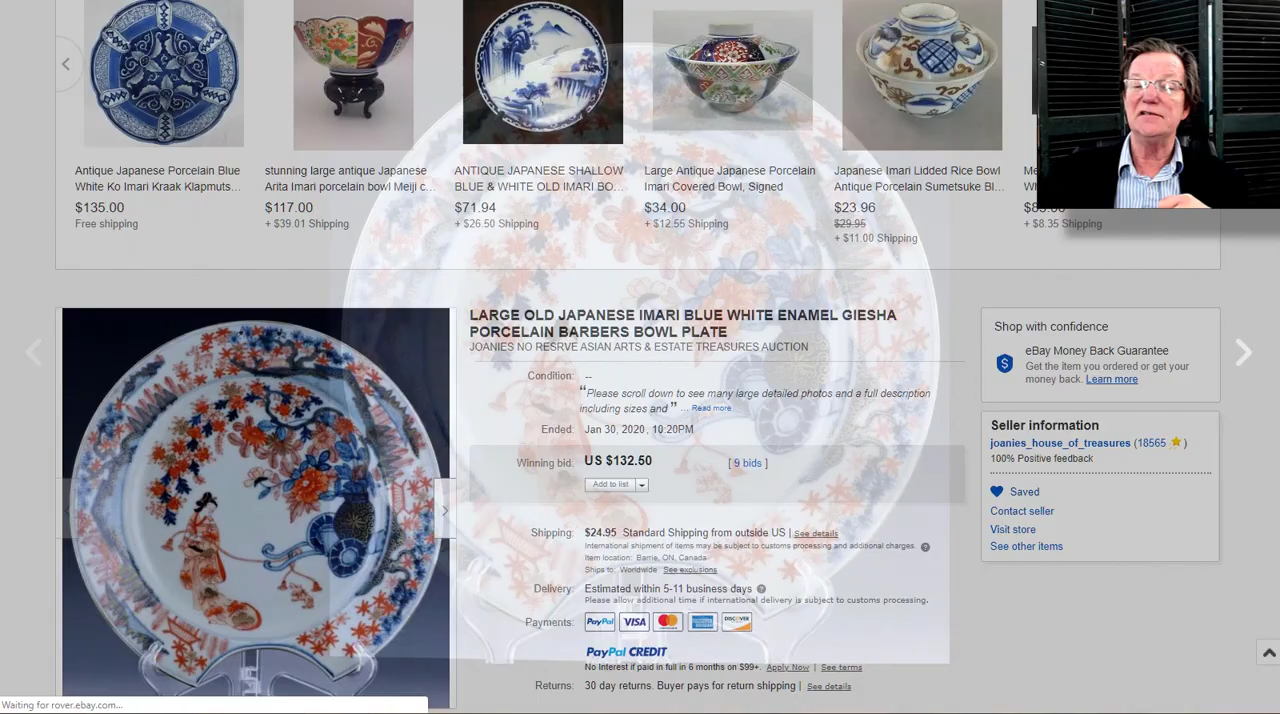 Antique Japanese Porcelain Blue
White Ko Imari Kraak Klapmuts...
$135.00
Free shipping
stunning large antique Japanese
Arita Imari porcelain bowl Meiji c...
$117.00
+ $39.01 Shipping
ANTIQUE JAPANESE SHALLOW
BLUE & WHITE OLD IMARI BO...
$71.94
+ $26.50 Shipping
Large Antique Japanese Porcelain
Imari Covered Bowl, Signed
$34.00
+ $12.55 Shipping
Japanese Imari Lidded Rice Bowl
Antique Porcelain Sumetsuke Bl...
$23.96
$29.95
+ $11.00 Shipping
+ $8.35 Shipping
LARGE OLD JAPANESE IMARI BLUE WHITE ENAMEL GIESHA
PORCELAIN BARBERS BOWL PLATE
JOANIES NO RESRVE ASIAN ARTS & ESTATE TREASURES AUCTION
Condition: --
“Please scroll down to see many large detailed photos and a full description
including sizes and ” ... Read more
Ended: Jan 30, 2020 , 10:20PM
Winning bid: US $132.50 [ 9 bids ]
Add to list
Shipping: $24.95 Standard Shipping from outside US | See details
International shipment of items may be subject to customs processing and additional charges.
Item location: Barrie, ON, Canada
Ships to: Worldwide See exclusions
Delivery: Estimated within 5-11 business days
Please allow additional time if international delivery is subject to customs processing.
Payments: PayPal VISA MasterCard DISCOVER
PayPal CREDIT
No Interest if paid in full in 6 months on $99+. Apply Now | See terms
Returns: 30 day returns. Buyer pays for return shipping | See details
Shop with confidence
eBay Money Back Guarantee
Get the item you ordered or get your
money back. Learn more
Seller information
joanies_house_of_treasures (18565 )
100% Positive feedback
Saved
Contact seller
Visit store
See other items
Waiting for rover.ebay.com...